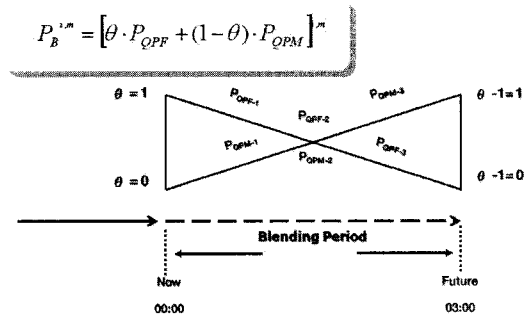 P_B^{i,m} = [θ · P_QPF + (1 − θ) · P_QPM]^{i,m}
θ = 1
P_QPF-1
P_QPF-2
P_QPM-3
θ -1=1
P_QPM-1
P_QPM-2
P_QPF-3
θ =0
θ -1=0
Blending Period
Now
Future
00:00
03:00